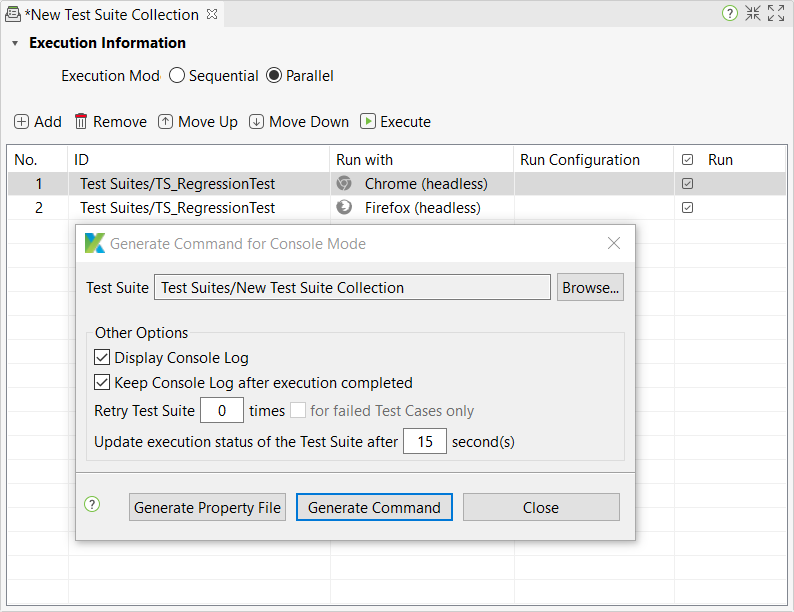 *New Test Suite Collection
Execution Information
Execution Mod Sequential Parallel
Add Remove Move Up Move Down Execute
No. ID Run with Run Configuration Run
1 Test Suites/TS_RegressionTest Chrome (headless)
2 Test Suites/TS_RegressionTest Firefox (headless)
Generate Command for Console Mode
Test Suite Test Suites/New Test Suite Collection Browse...
Other Options
Display Console Log
Keep Console Log after execution completed
Retry Test Suite 0 times for failed Test Cases only
Update execution status of the Test Suite after 15 second(s)
? Generate Property File Generate Command Close